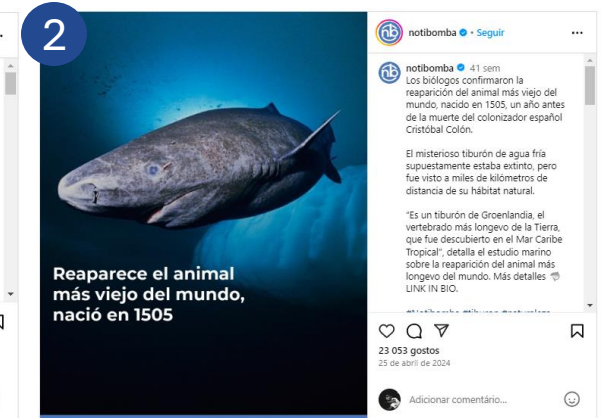 2
notibomba • Seguir
notibomba 41 sem
Los biólogos confirmaron la
reaparición del animal más viejo del
mundo, nacido en 1505, un año antes
de la muerte del colonizador español
Cristóbal Colón.
El misterioso tiburón de agua fría
supuestamente estaba extinto, pero
fue visto a miles de kilómetros de
distancia de su hábitat natural.
"Es un tiburón de Groenlandia, el
vertebrado más longevo de la Tierra,
que fue descubierto en el Mar Caribe
Tropical", detalla el estudio marino
sobre la reaparición del animal más
longevo del mundo. Más detalles
LINK IN BIO.
Reaparece el animal
más viejo del mundo,
nació en 1505
23 053 gostos
25 de abril de 2024
Adicionar comentário...